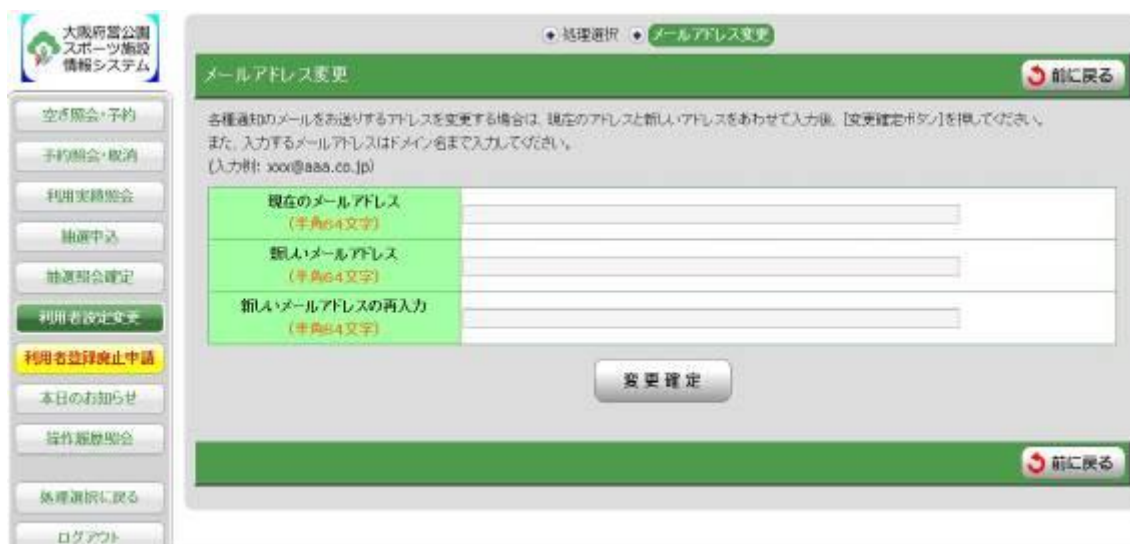 大阪府営公園
スポーツ施設
情報システム
処理選択
メールアドレス変更
メールアドレス変更
前に戻る
各種通知のメールをお送りするアドレスを変更する場合は、現在のアドレスと新しいアドレスをあわせて入力後、[変更確定ボタン]を押してください。
また、入力するメールアドレスはドメイン名まで入力してください。
(入力例: xxx@aaa.co.jp)
現在のメールアドレス
(半角64文字)
新しいメールアドレス
(半角64文字)
新しいメールアドレスの再入力
(半角64文字)
変更確定
前に戻る
空き照会・予約
予約照会・取消
利用実績照会
抽選申込
抽選照会確定
利用者設定変更
利用者登録廃止申請
本日のお知らせ
操作履歴照会
処理選択に戻る
ログアウト